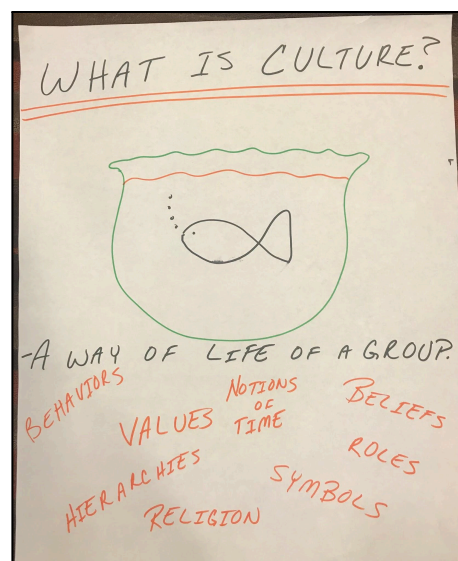 WHAT IS CULTURE?
-A WAY OF LIFE OF A GROUP.
BEHAVIORS
VALUES
NOTIONS
OF
TIME
BELIEFS
ROLES
HIERARCHIES
SYMBOLS
RELIGION